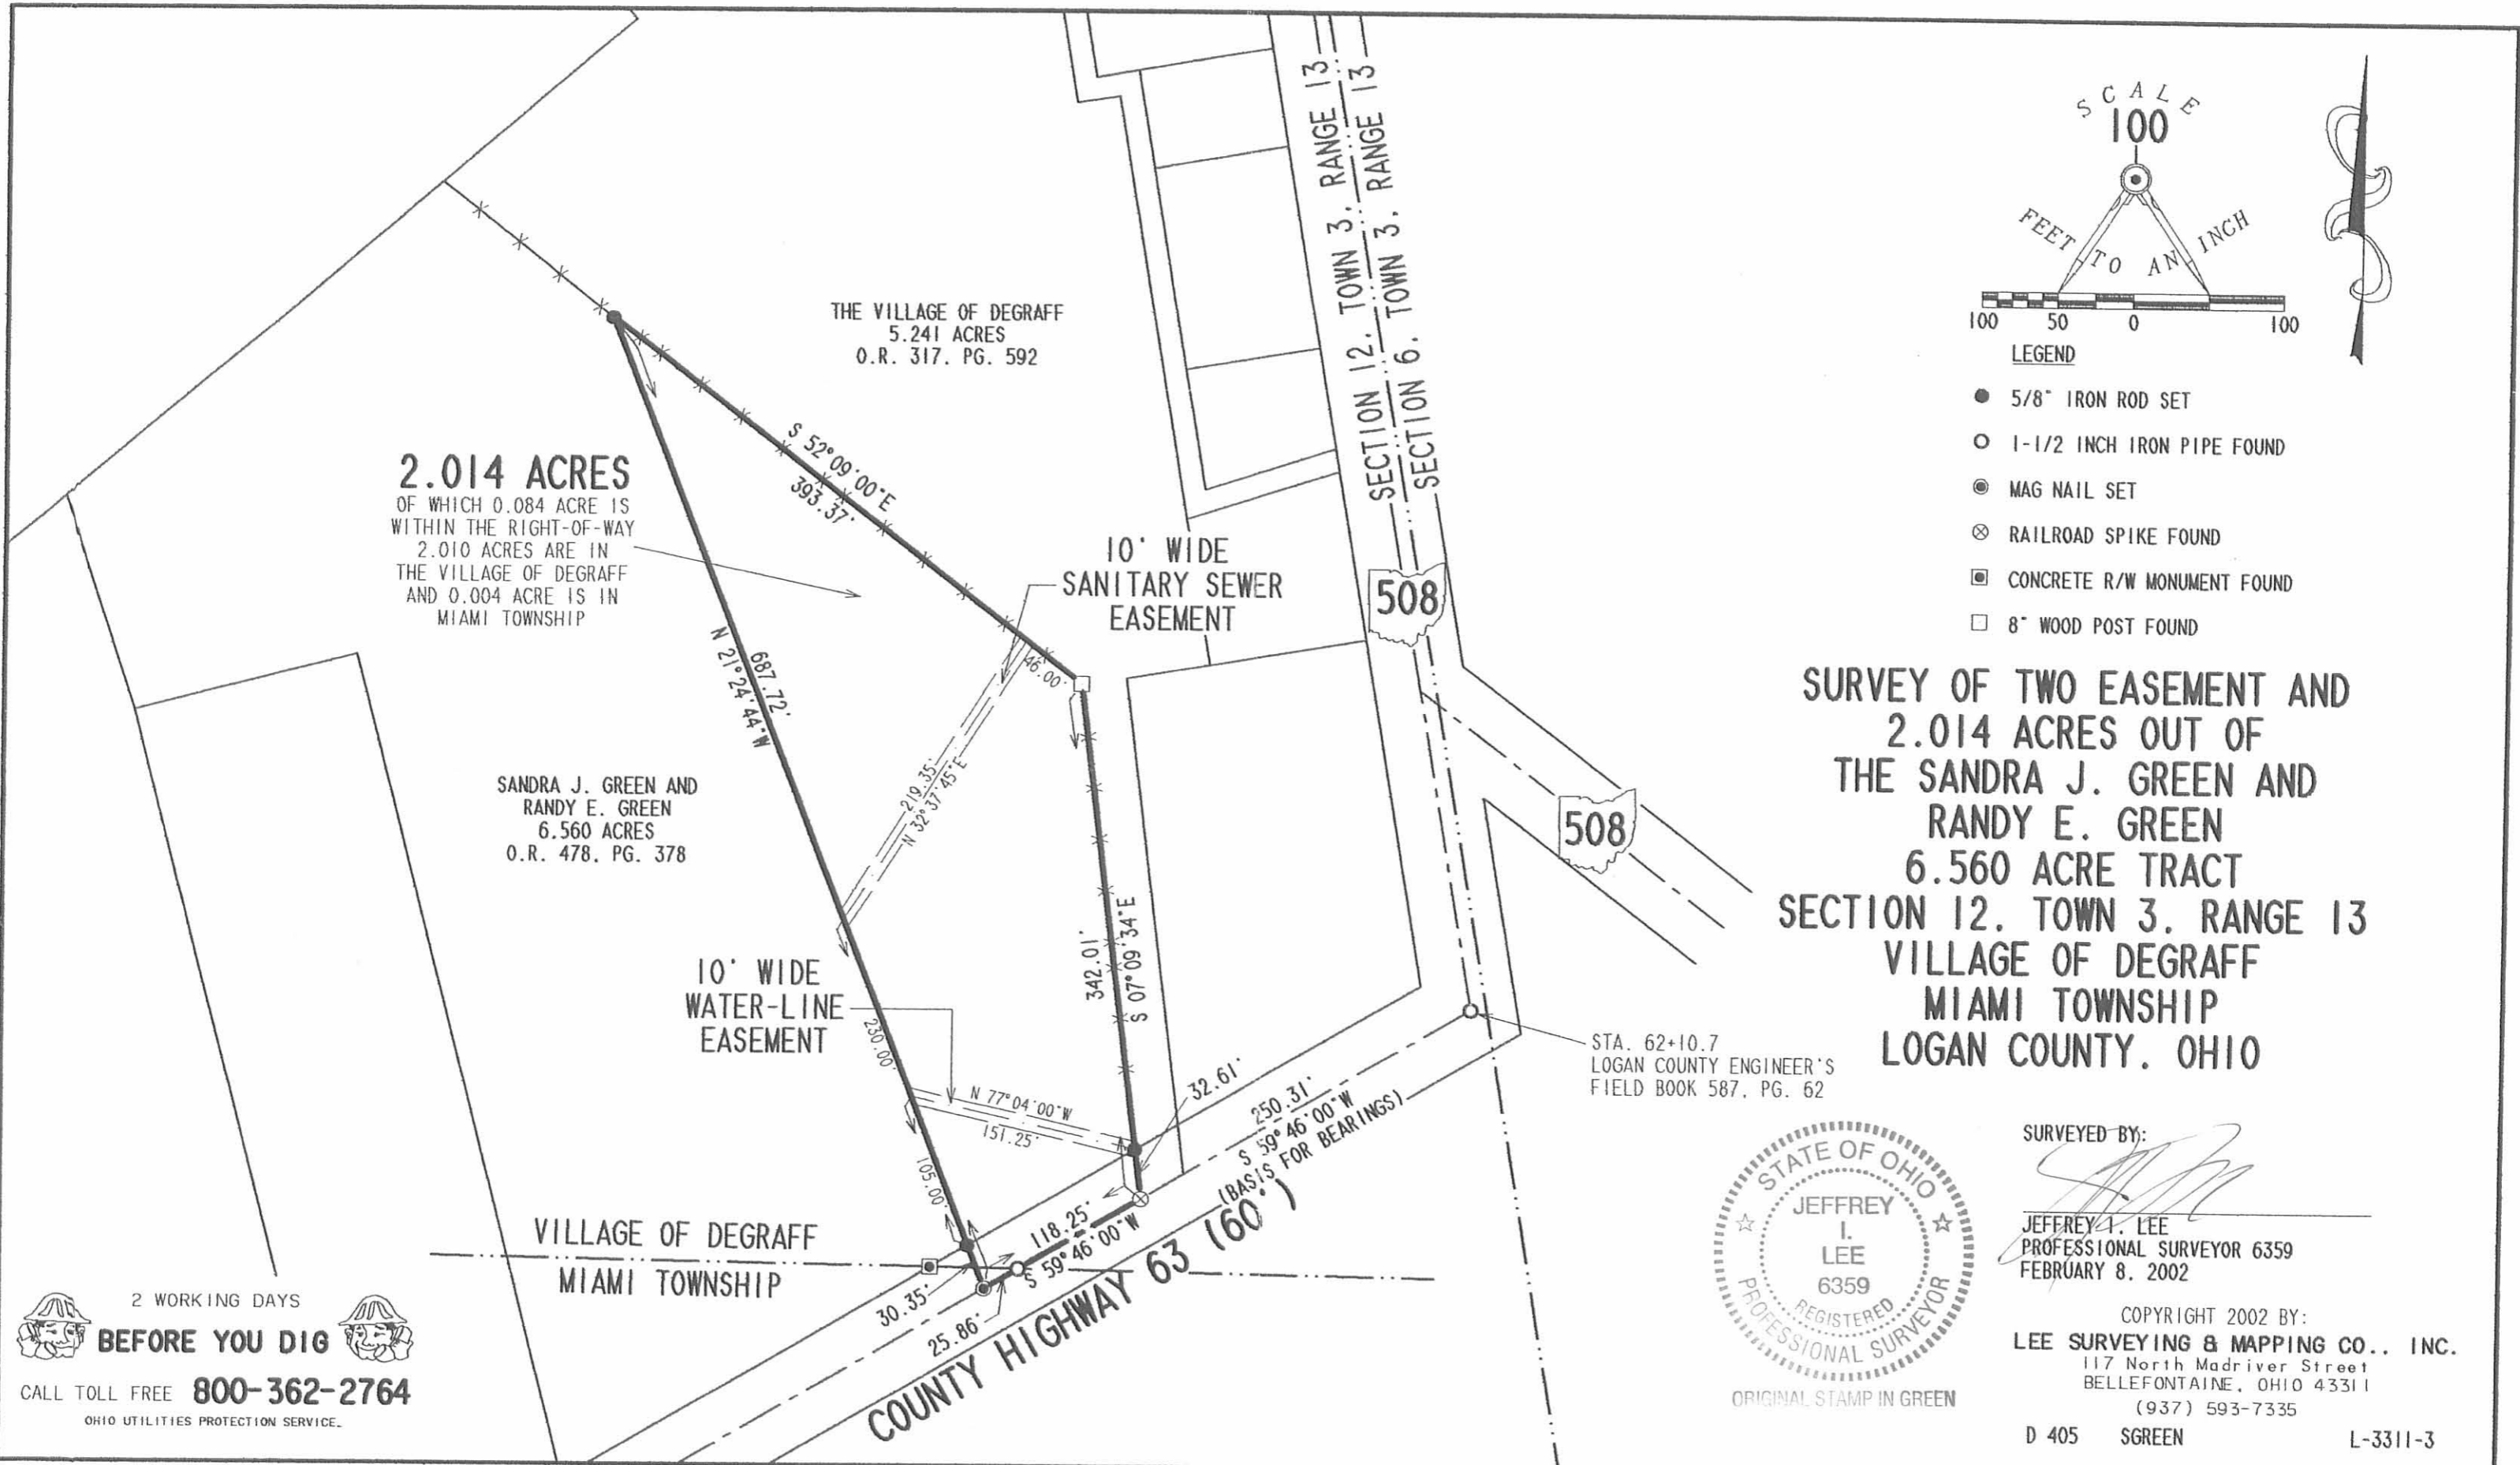 THE VILLAGE OF DEGRAFF
5.241 ACRES
O.R. 317. PG. 592
2.014 ACRES
OF WHICH 0.084 ACRE IS
WITHIN THE RIGHT-OF-WAY
2.010 ACRES ARE IN
THE VILLAGE OF DEGRAFF
AND 0.004 ACRE IS IN
MIAMI TOWNSHIP
S 52°09'00"E
393.37'
10' WIDE
SANITARY SEWER
EASEMENT
46.00'
687.72'
N 21°24'44"W
219.35'
N 32°37'45"E
SANDRA J. GREEN AND
RANDY E. GREEN
6.560 ACRES
O.R. 478. PG. 378
342.01'
S 07°09'34"E
10' WIDE
WATER-LINE
EASEMENT
230.00'
N 77°04'00"W
151.25'
105.00'
32.61'
250.31'
S 59°46'00"W
(BASIS FOR BEARINGS)
118.25'
S 59°46'00"W
30.35'
25.86'
COUNTY HIGHWAY 63 (60')
VILLAGE OF DEGRAFF
MIAMI TOWNSHIP
SECTION 12. TOWN 3. RANGE 13
SECTION 6. TOWN 3. RANGE 13
508
508
STA. 62+10.7
LOGAN COUNTY ENGINEER'S
FIELD BOOK 587. PG. 62
2 WORKING DAYS
BEFORE YOU DIG
CALL TOLL FREE 800-362-2764
OHIO UTILITIES PROTECTION SERVICE.
SCALE
100
FEET TO AN INCH
100 50 0 100
LEGEND
5/8" IRON ROD SET
1-1/2 INCH IRON PIPE FOUND
MAG NAIL SET
RAILROAD SPIKE FOUND
CONCRETE R/W MONUMENT FOUND
8" WOOD POST FOUND
SURVEY OF TWO EASEMENT AND
2.014 ACRES OUT OF
THE SANDRA J. GREEN AND
RANDY E. GREEN
6.560 ACRE TRACT
SECTION 12. TOWN 3. RANGE 13
VILLAGE OF DEGRAFF
MIAMI TOWNSHIP
LOGAN COUNTY. OHIO
STATE OF OHIO
JEFFREY
I.
LEE
6359
REGISTERED
PROFESSIONAL SURVEYOR
ORIGINAL STAMP IN GREEN
SURVEYED BY:
JEFFREY I. LEE
PROFESSIONAL SURVEYOR 6359
FEBRUARY 8. 2002
COPYRIGHT 2002 BY:
LEE SURVEYING & MAPPING CO.. INC.
117 North Madriver Street
BELLEFONTAINE, OHIO 43311
(937) 593-7335
D 405 SGREEN L-3311-3